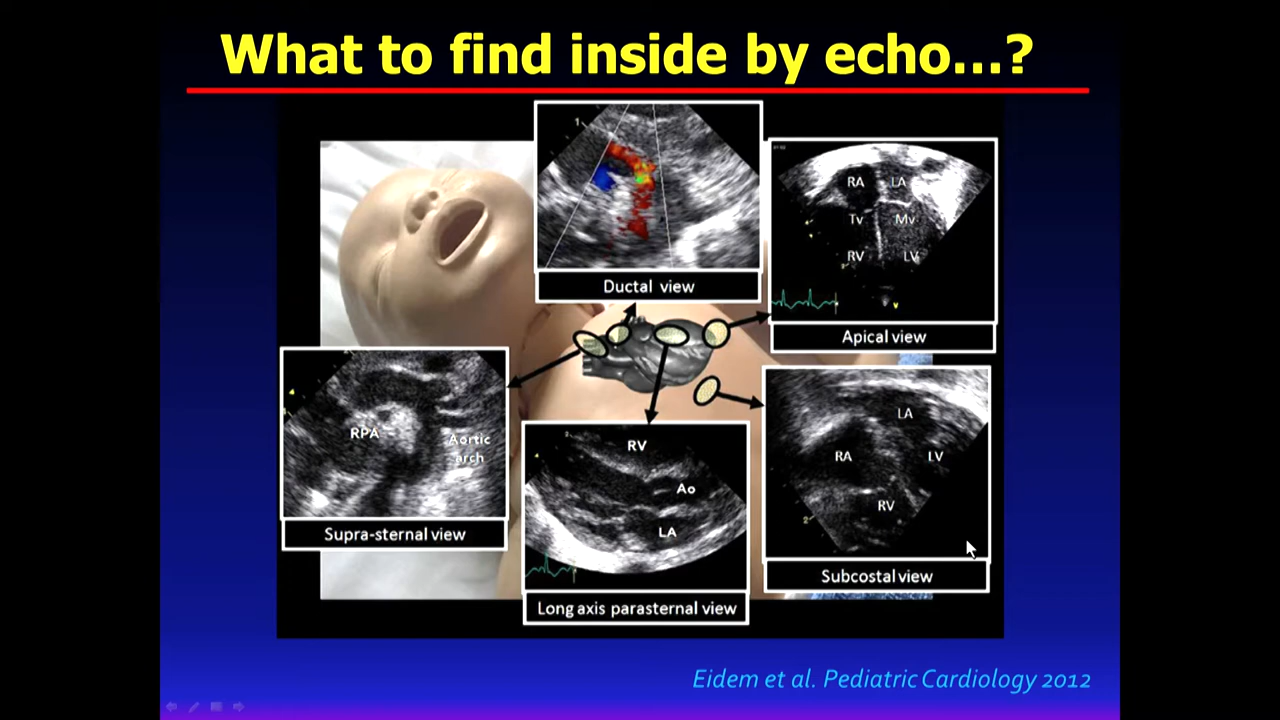 What to find inside by echo...?
Ductal view
RA LA
Tv Mv
RV LV
Apical view
RPA
Aortic
arch
Supra-sternal view
RV
Ao
LA
Long axis parasternal view
LA
RA
LV
RV
2
Subcostal view
Eidem et al. Pediatric Cardiology 2012